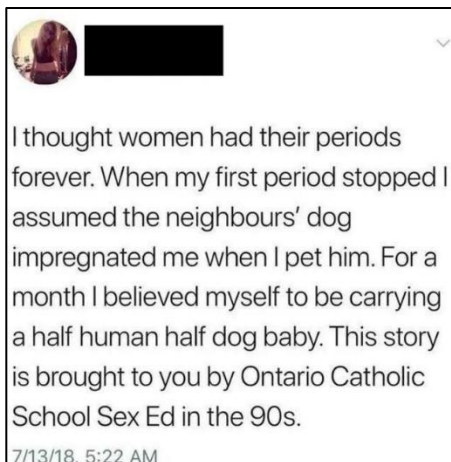 I thought women had their periods
forever. When my first period stopped I
assumed the neighbours' dog
impregnated me when I pet him. For a
month I believed myself to be carrying
a half human half dog baby. This story
is brought to you by Ontario Catholic
School Sex Ed in the 90s.
7/13/18, 5:22 AM